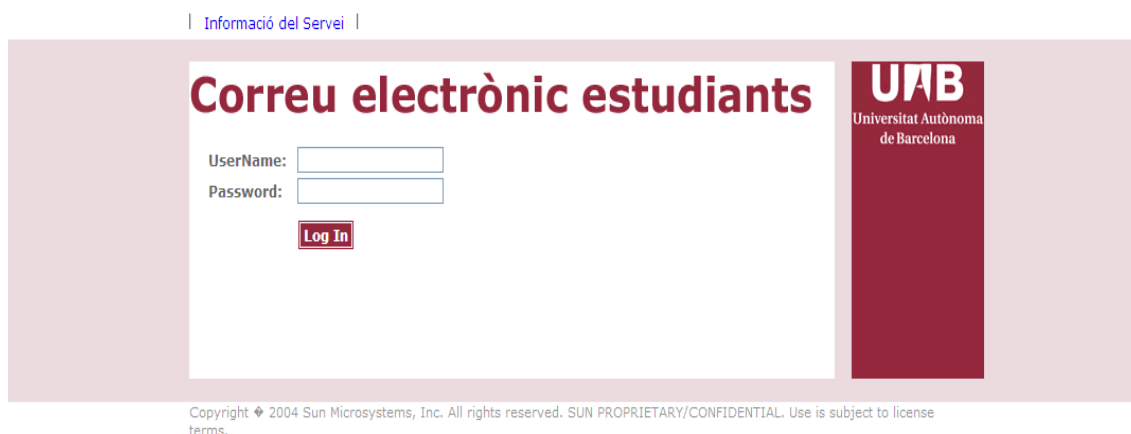 | Informació del Servei |
Correu electrònic estudiants
UAB
Universitat Autònoma
de Barcelona
UserName:
Password:
Log In
Copyright � 2004 Sun Microsystems, Inc. All rights reserved. SUN PROPRIETARY/CONFIDENTIAL. Use is subject to license
terms.